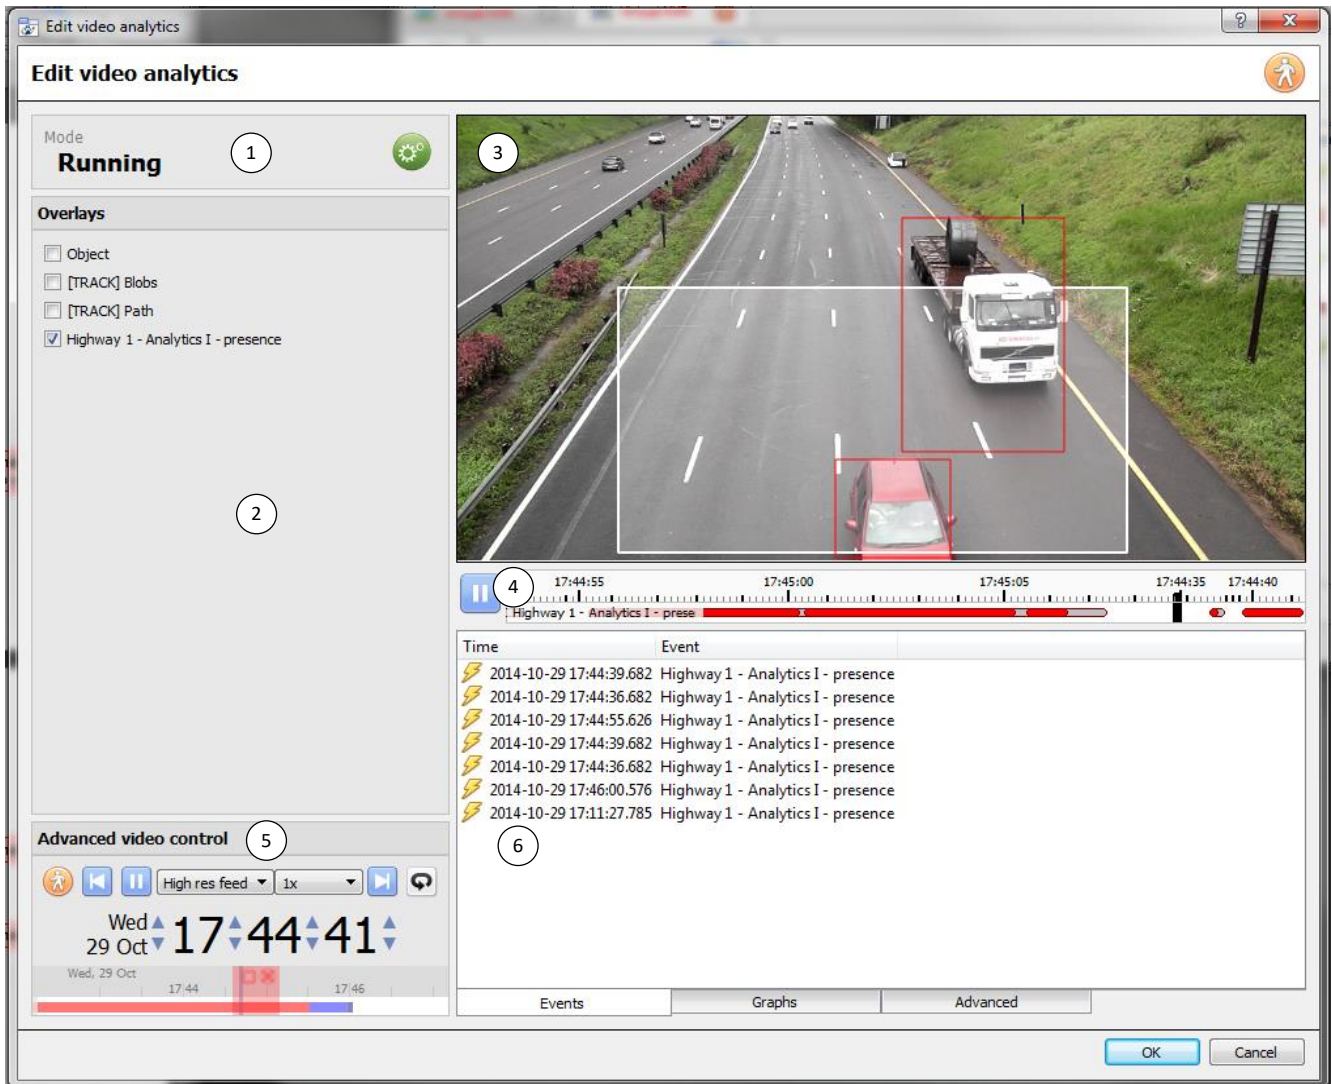 Edit video analytics
?
Edit video analytics
Mode
Running
1
Overlays
Object
[TRACK] Blobs
[TRACK] Path
Highway 1 - Analytics I - presence
2
3
4
17:44:55 17:45:00 17:45:05 17:44:35 17:44:40
Highway 1 - Analytics I - prese
Time Event
2014-10-29 17:44:39.682 Highway 1 - Analytics I - presence
2014-10-29 17:44:36.682 Highway 1 - Analytics I - presence
2014-10-29 17:44:55.626 Highway 1 - Analytics I - presence
2014-10-29 17:44:39.682 Highway 1 - Analytics I - presence
2014-10-29 17:44:36.682 Highway 1 - Analytics I - presence
2014-10-29 17:46:00.576 Highway 1 - Analytics I - presence
2014-10-29 17:11:27.785 Highway 1 - Analytics I - presence
6
Advanced video control
5
High res feed 1x
Wed
29 Oct
17 44 41
Wed, 29 Oct
17 44 17 46
Events Graphs Advanced
OK Cancel